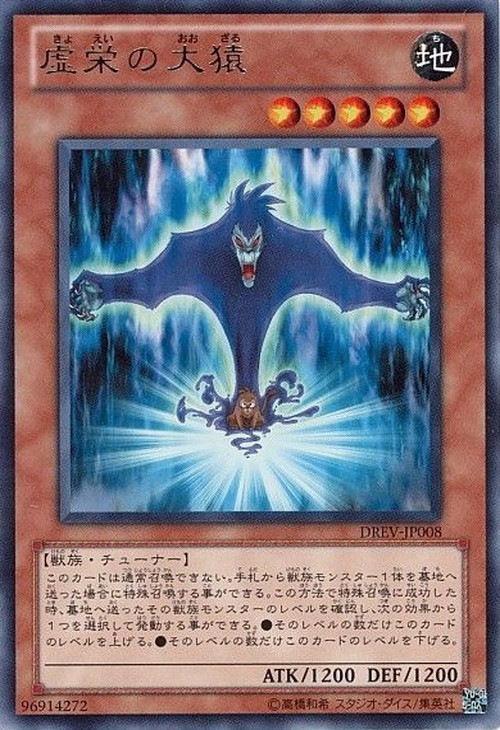 虚栄の大猿
きょ えい おお ざる
地
ち
DREV-JP008
【獣族・チューナー】
このカードは通常召喚できない。手札から獣族モンスター1体を墓地へ
送った場合に特殊召喚する事ができる。この方法で特殊召喚に成功した
時、墓地へ送ったその獣族モンスターのレベルを確認し、次の効果から
1つを選択して発動する事ができる。●そのレベルの数だけこのカード
のレベルを上げる。●そのレベルの数だけこのカードのレベルを下げる。
ATK/1200 DEF/1200
96914272
©高橋和希 スタジオ・ダイス/集英社